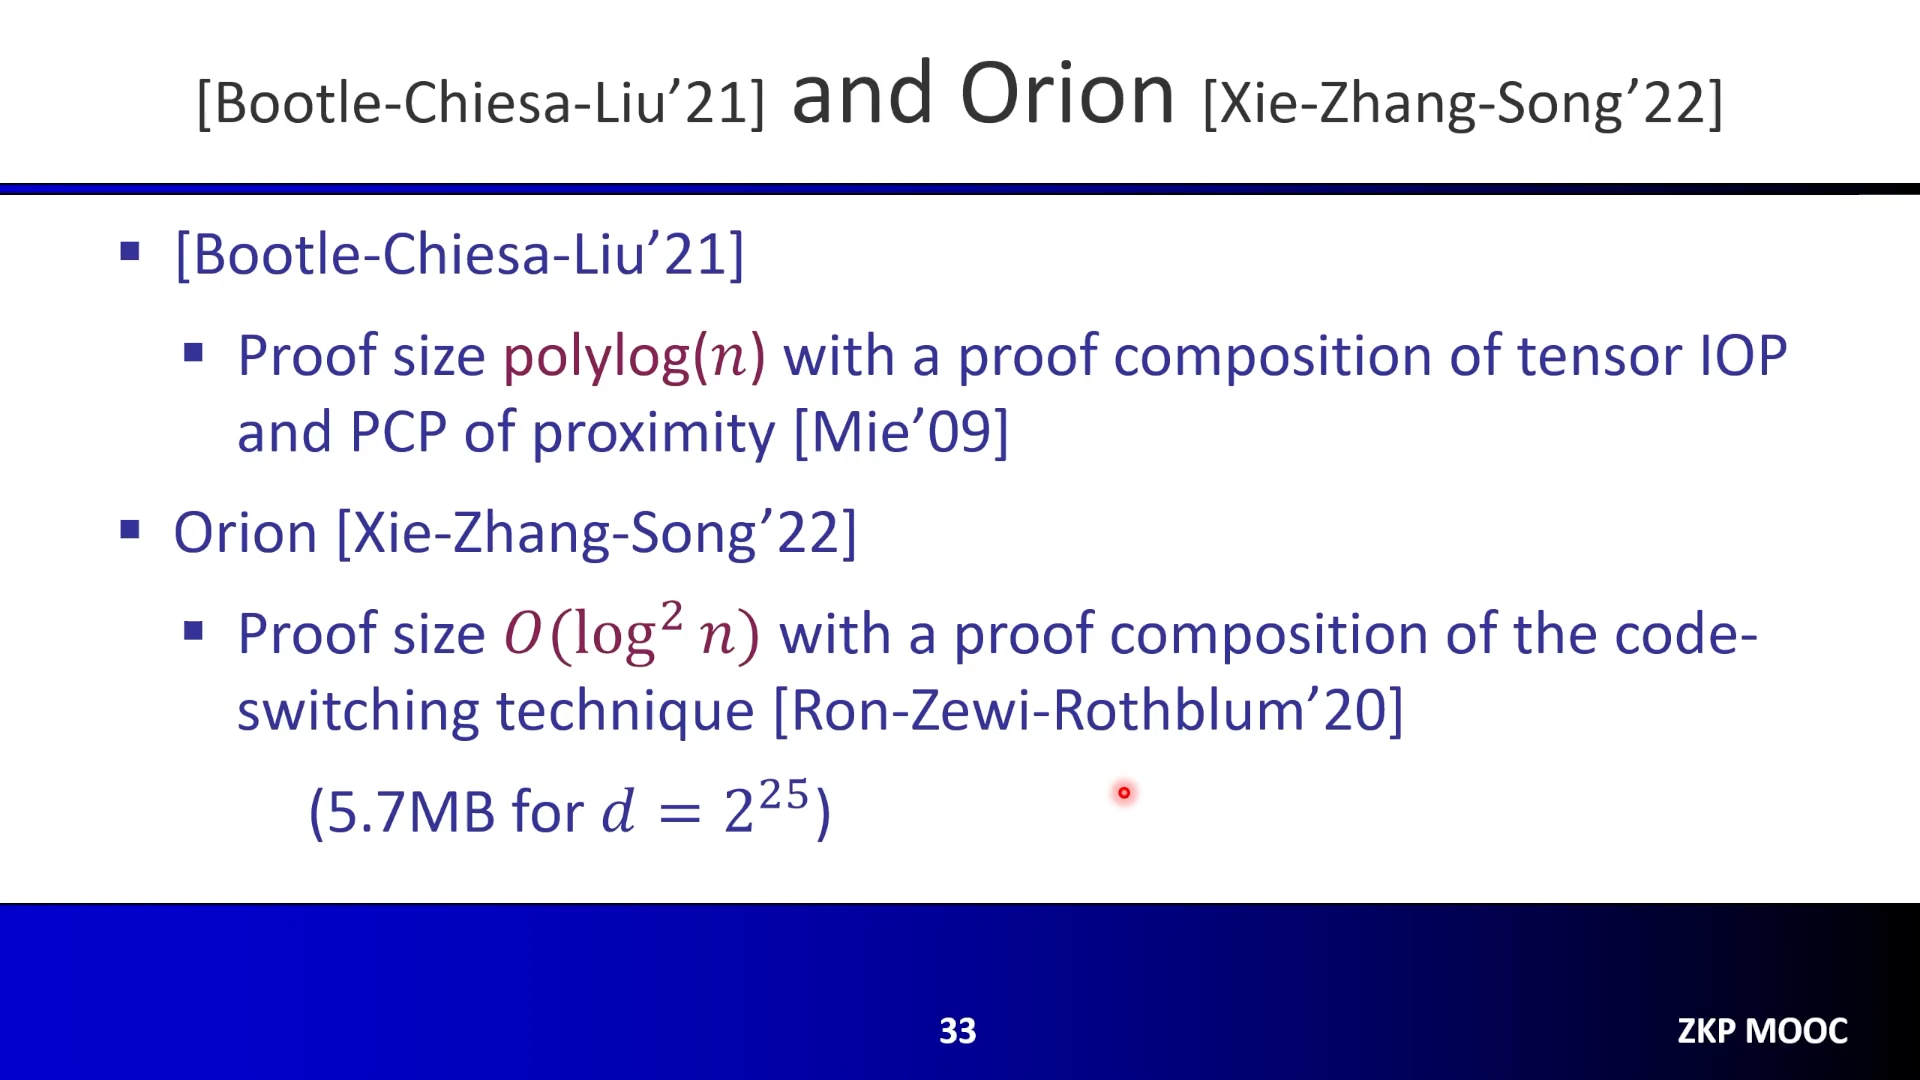 [Bootle-Chiesa-Liu’21] and Orion [Xie-Zhang-Song’22]
▪ [Bootle-Chiesa-Liu’21]
▪ Proof size polylog(𝑛) with a proof composition of tensor IOP
and PCP of proximity [Mie’09]
▪ Orion [Xie-Zhang-Song’22]
▪ Proof size 𝑂(log² 𝑛) with a proof composition of the code-
switching technique [Ron-Zewi-Rothblum’20]
(5.7MB for 𝑑 = 2²⁵)
33
ZKP MOOC